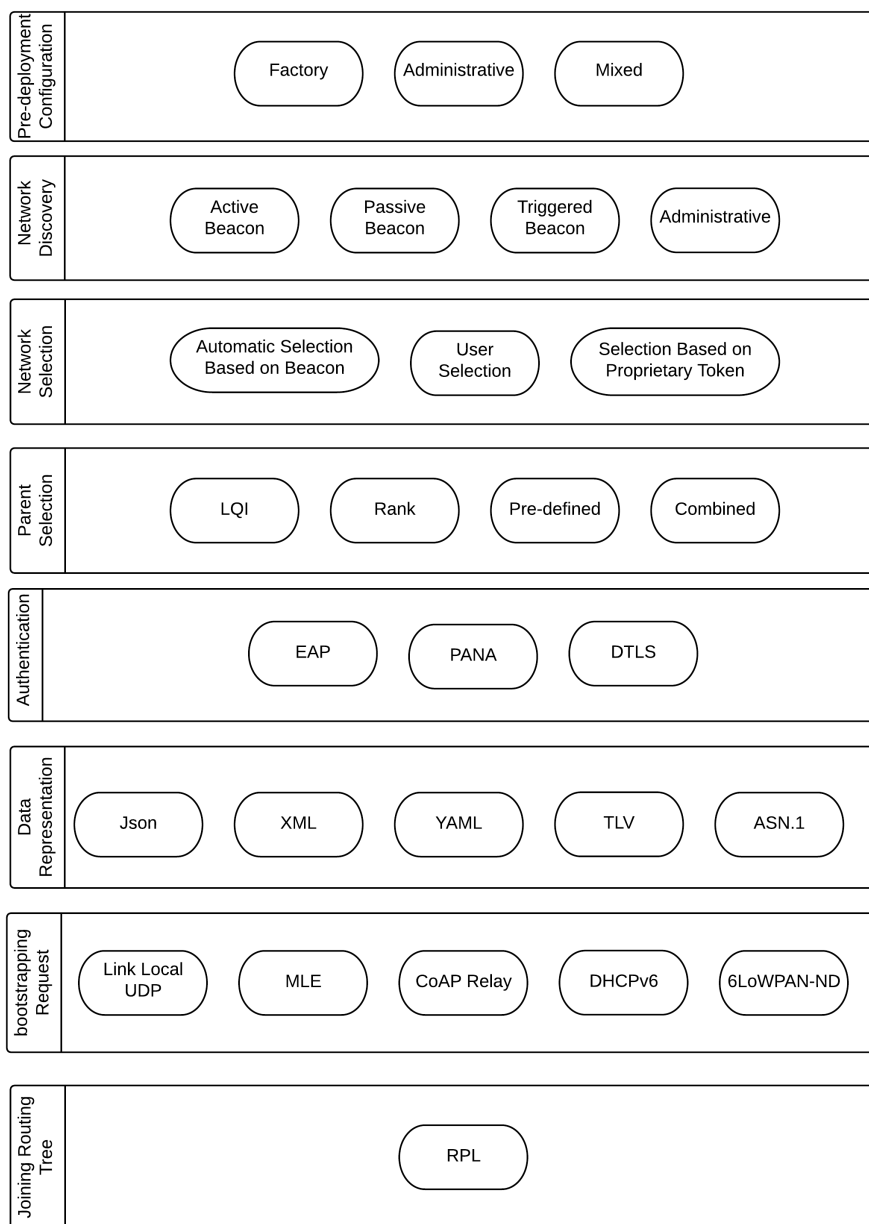 Pre-deployment
Configuration
Factory
Administrative
Mixed
Network
Discovery
Active
Beacon
Passive
Beacon
Triggered
Beacon
Administrative
Network
Selection
Automatic Selection
Based on Beacon
User
Selection
Selection Based on
Proprietary Token
Parent
Selection
LQI
Rank
Pre-defined
Combined
Authentication
EAP
PANA
DTLS
Data
Representation
Json
XML
YAML
TLV
ASN.1
bootstrapping
Request
Link Local
UDP
MLE
CoAP Relay
DHCPv6
6LoWPAN-ND
Joining Routing
Tree
RPL